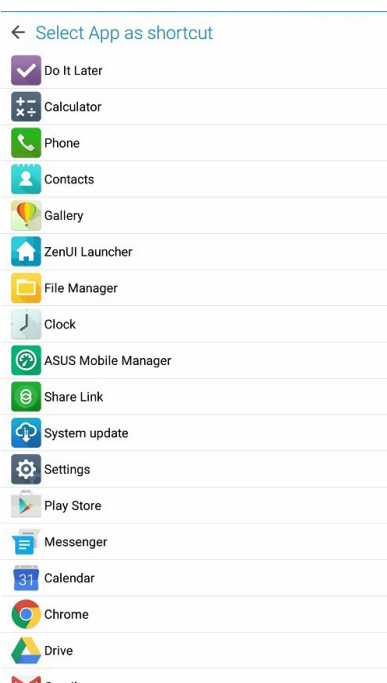 Select App as shortcut
Do It Later
Calculator
Phone
Contacts
Gallery
ZenUI Launcher
File Manager
Clock
ASUS Mobile Manager
Share Link
System update
Settings
Play Store
Messenger
31 Calendar
Chrome
Drive